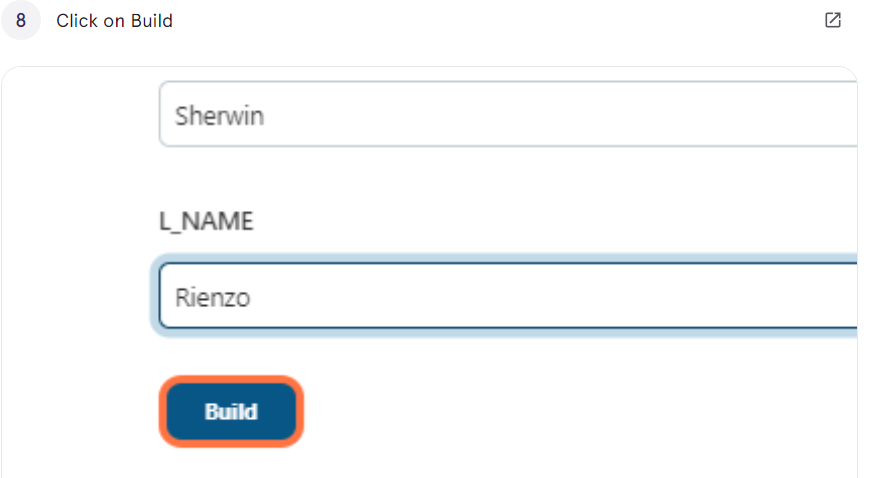 8 Click on Build
Sherwin
L_NAME
Rienzo
Build